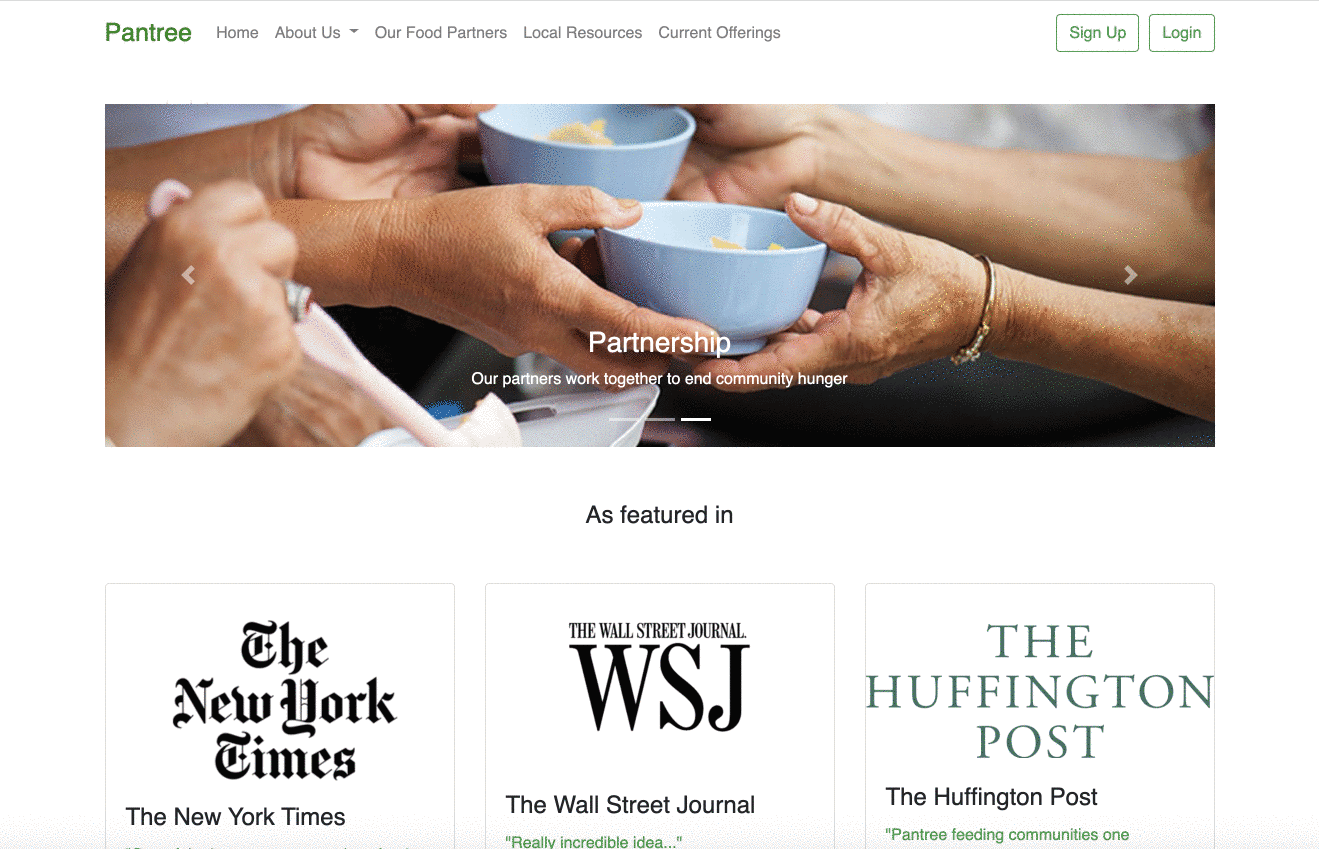 Pantree Home About Us Our Food Partners Local Resources Current Offerings Sign Up Login
Partnership
Our partners work together to end community hunger
As featured in
The
New York
Times
THE WALL STREET JOURNAL.
WSJ
THE
HUFFINGTON
POST
The New York Times
The Wall Street Journal
The Huffington Post
"Really incredible idea..."
"Pantree feeding communities one